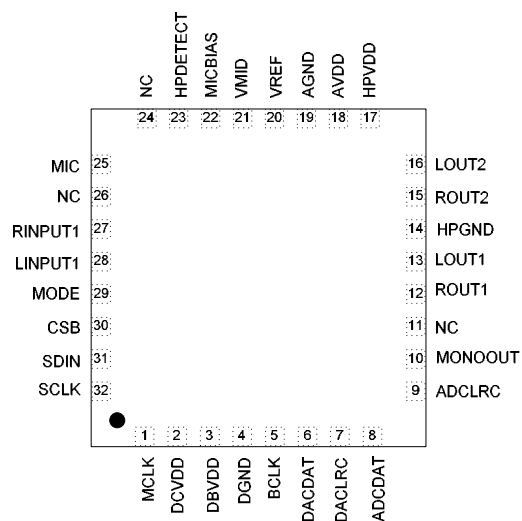 NC HPDETECT MICBIAS VMID VREF AGND AVDD HPVDD
24 23 22 21 20 19 18 17
MIC 25 16 LOUT2
NC 26 15 ROUT2
RINPUT1 27 14 HPGND
LINPUT1 28 13 LOUT1
MODE 29 12 ROUT1
CSB 30 11 NC
SDIN 31 10 MONOOUT
SCLK 32 9 ADCLRC
1 2 3 4 5 6 7 8
MCLK DCVDD DBVDD DGND BCLK DACDAT DACLRC ADCDAT